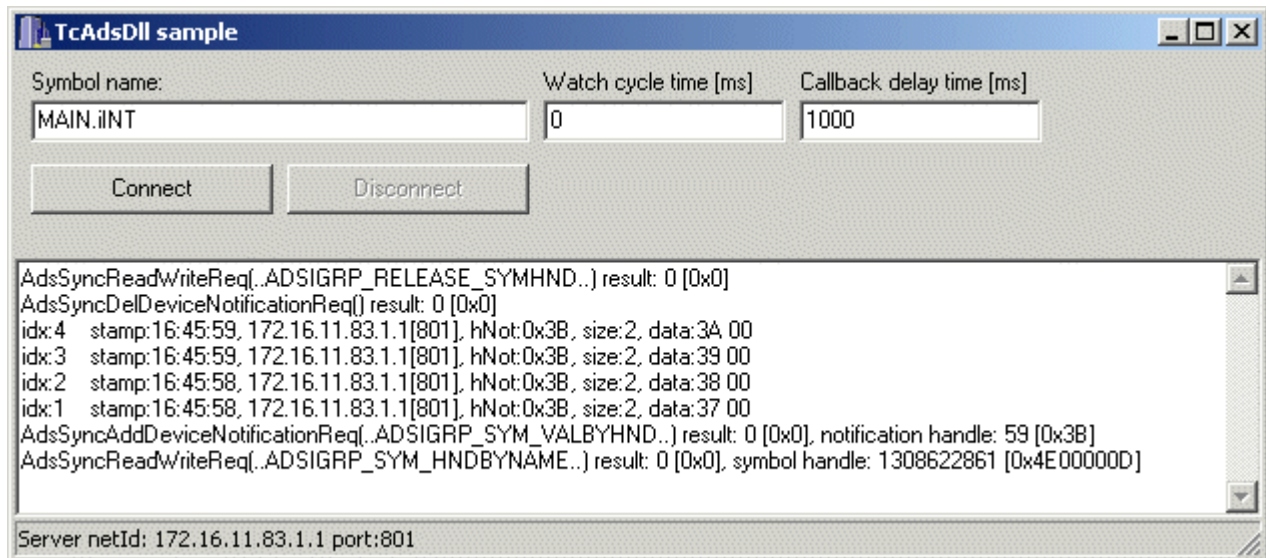 TcAdsDll sample
Symbol name: Watch cycle time [ms] Callback delay time [ms]
MAIN.iINT 0 1000
Connect Disconnect
AdsSyncReadWriteReq(..ADSIGRP_RELEASE_SYMHND..) result: 0 [0x0]
AdsSyncDelDeviceNotificationReq() result: 0 [0x0]
idx:4 stamp:16:45:59, 172.16.11.83.1.1[801], hNot:0x3B, size:2, data:3A 00
idx:3 stamp:16:45:59, 172.16.11.83.1.1[801], hNot:0x3B, size:2, data:39 00
idx:2 stamp:16:45:58, 172.16.11.83.1.1[801], hNot:0x3B, size:2, data:38 00
idx:1 stamp:16:45:58, 172.16.11.83.1.1[801], hNot:0x3B, size:2, data:37 00
AdsSyncAddDeviceNotificationReq(..ADSIGRP_SYM_VALBYHND..) result: 0 [0x0], notification handle: 59 [0x3B]
AdsSyncReadWriteReq(..ADSIGRP_SYM_HNDBYNAME..) result: 0 [0x0], symbol handle: 1308622861 [0x4E00000D]
Server netId: 172.16.11.83.1.1 port:801